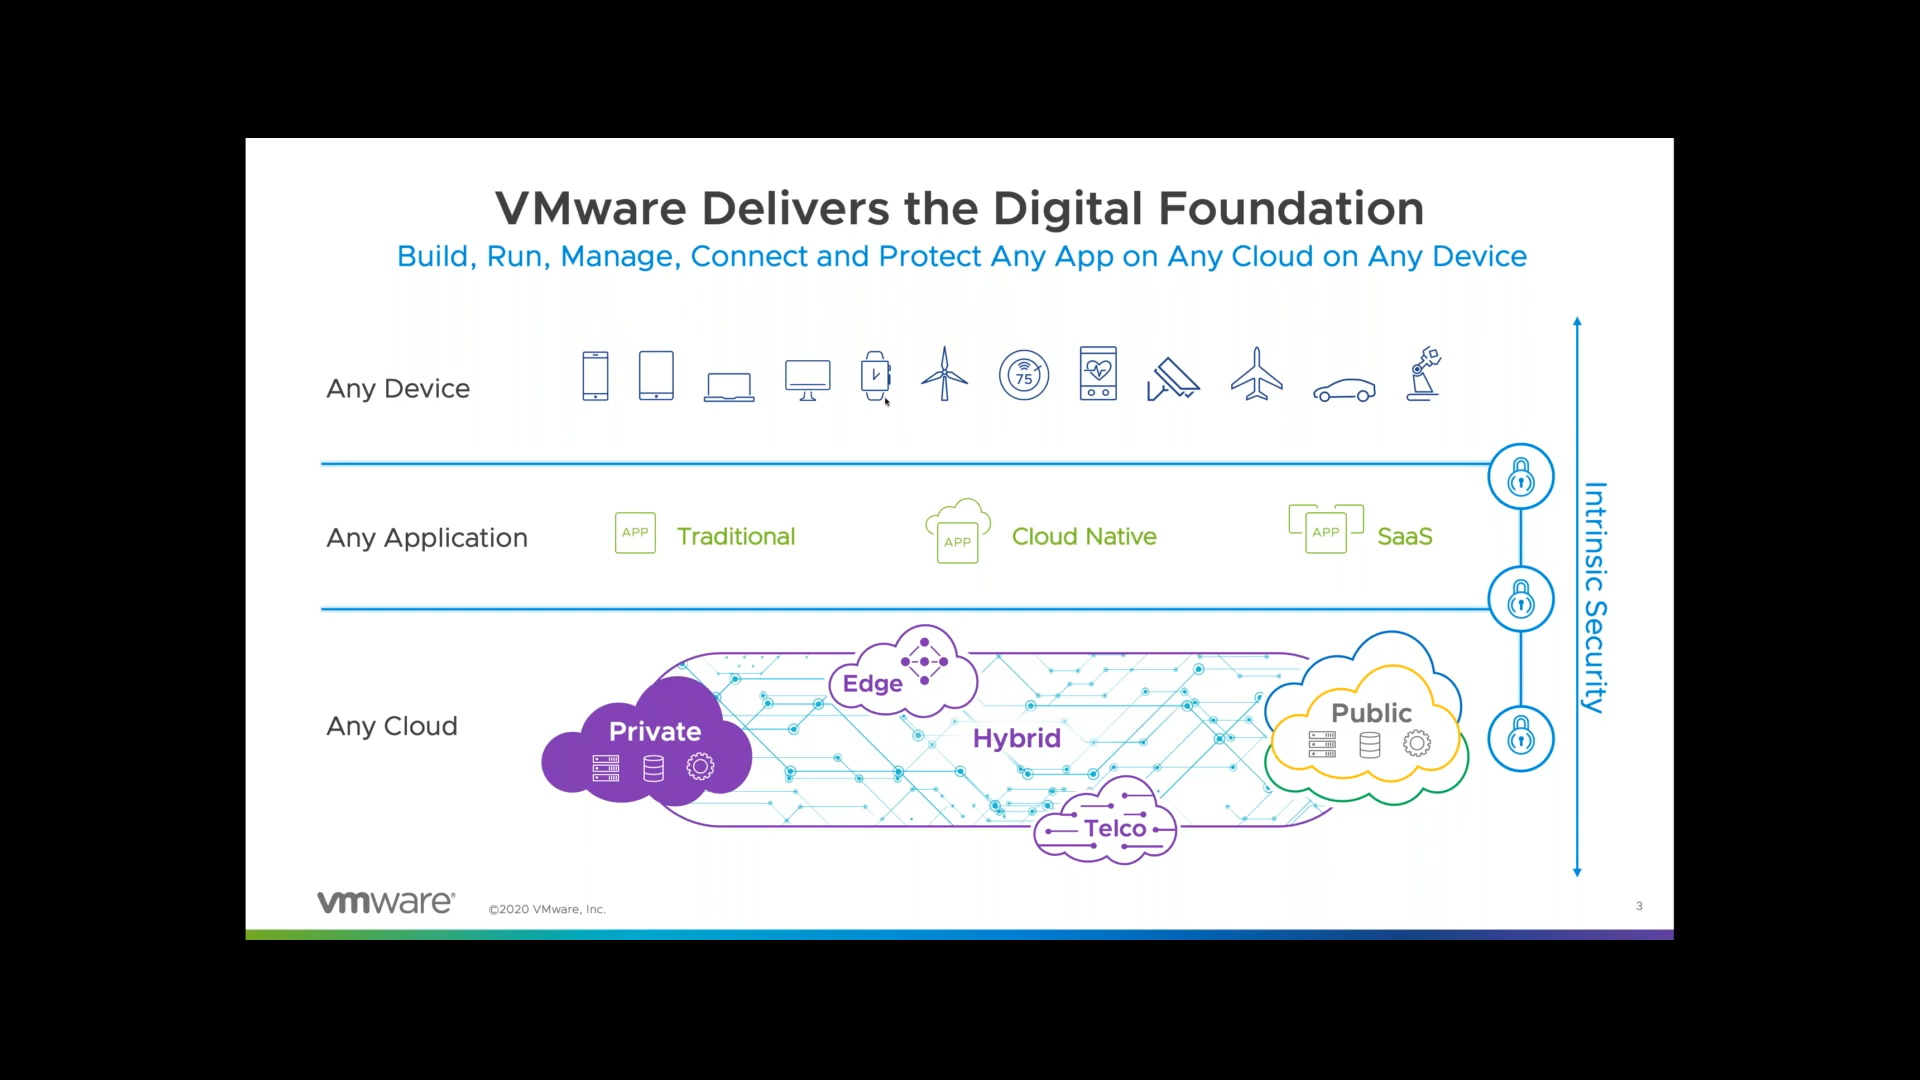 VMware Delivers the Digital Foundation
Build, Run, Manage, Connect and Protect Any App on Any Cloud on Any Device
Any Device
75
Any Application
APP
Traditional
APP
Cloud Native
APP
SaaS
Intrinsic Security
Any Cloud
Private
Edge
Hybrid
Telco
Public
vmware®
©2020 VMware, Inc.
3